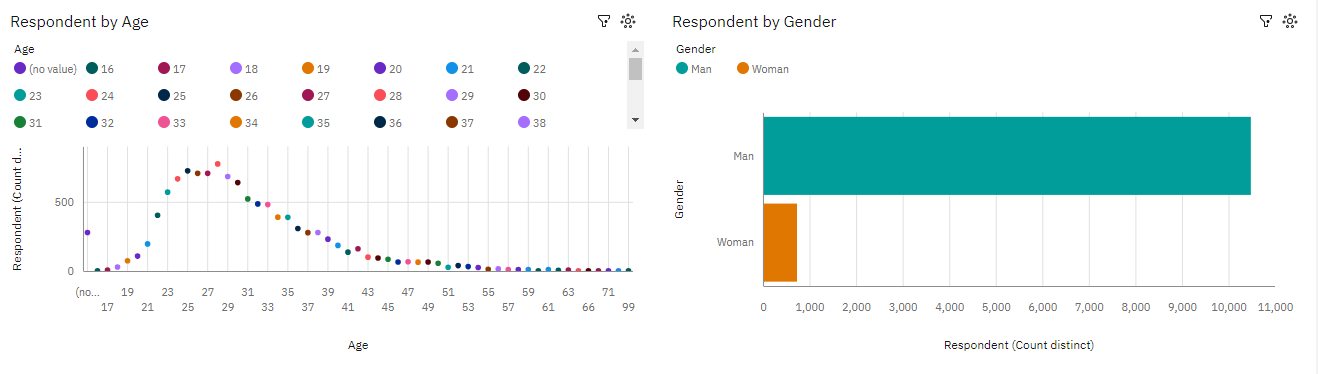 Respondent by Age
Age
(no value) 16 17 18 19 20 21 22
23 24 25 26 27 28 29 30
31 32 33 34 35 36 37 38
Respondent (Count d...
500
0
(no... 19 23 27 31 35 39 43 47 51 55 59 63 71
17 21 25 29 33 37 41 45 49 53 57 61 66 99
Age
Respondent by Gender
Gender
Man Woman
Gender
Man
Woman
0 1,000 2,000 3,000 4,000 5,000 6,000 7,000 8,000 9,000 10,000 11,000
Respondent (Count distinct)